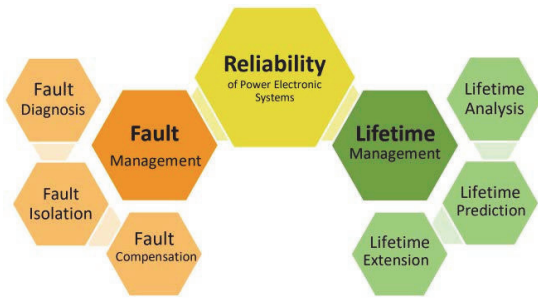 Reliability
of Power Electronic
Systems
Fault
Management
Fault
Diagnosis
Fault
Isolation
Fault
Compensation
Lifetime
Management
Lifetime
Analysis
Lifetime
Prediction
Lifetime
Extension